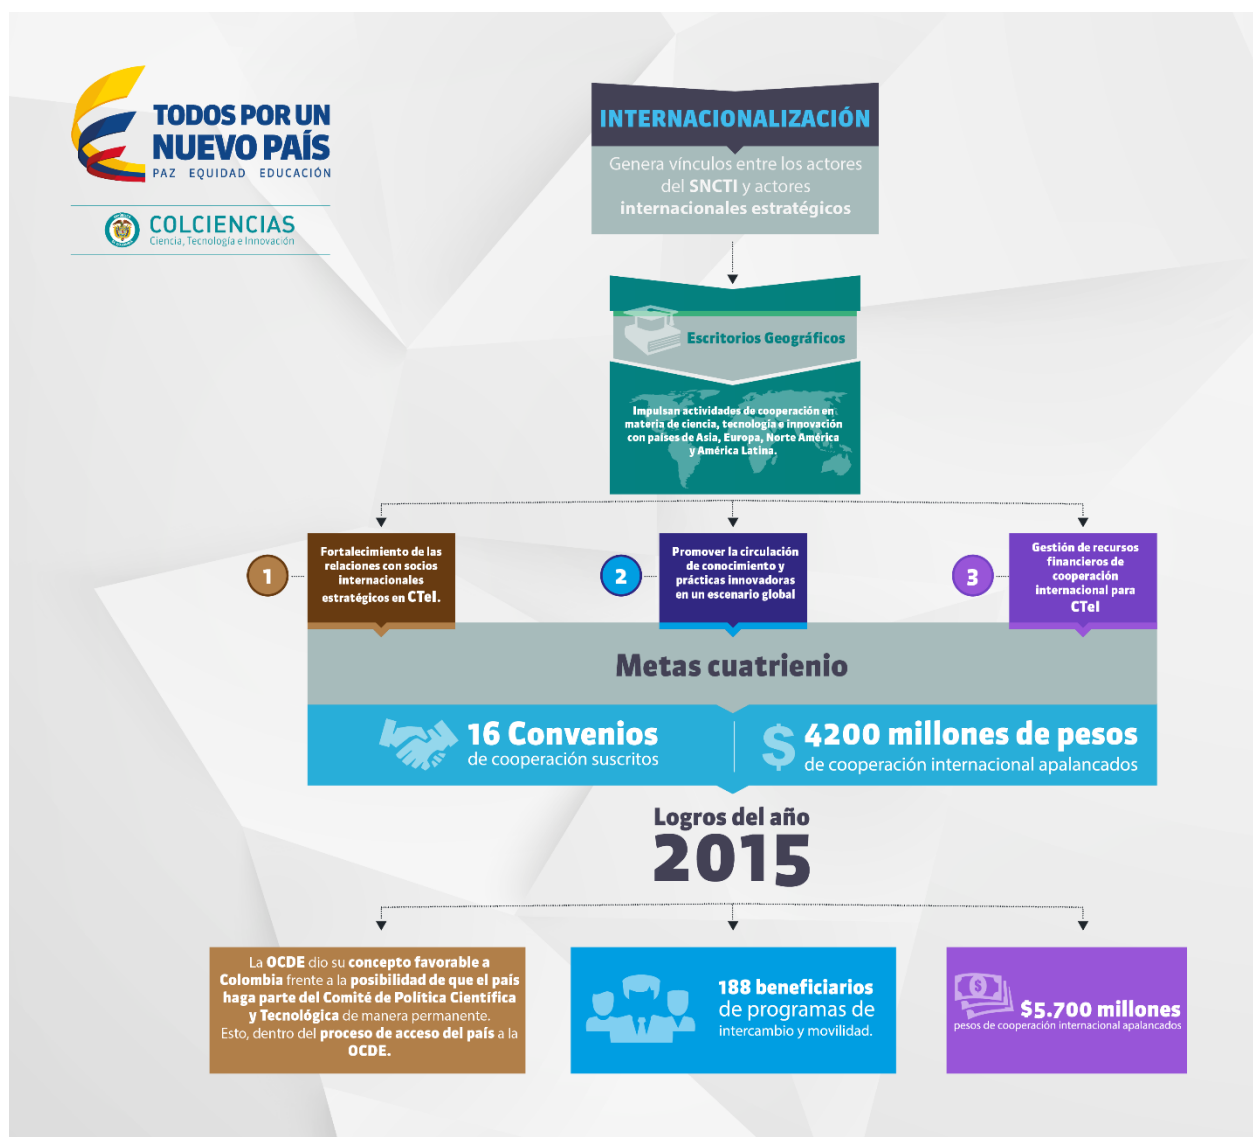 TODOS POR UN
NUEVO PAÍS
PAZ EQUIDAD EDUCACIÓN
COLCIENCIAS
Ciencia, Tecnología e Innovación
INTERNACIONALIZACIÓN
Genera vínculos entre los actores
del SNCTI y actores
internacionales estratégicos
Escritorios Geográficos
Impulsan actividades de cooperación en
materia de ciencia, tecnología e innovación
con países de Asia, Europa, Norte América
y América Latina.
1
Fortalecimiento de las
relaciones con socios
internacionales
estratégicos en CTeI.
2
Promover la circulación
de conocimiento y
prácticas innovadoras
en un escenario global
3
Gestión de recursos
financieros de
cooperación
internacional para
CTeI
Metas cuatrienio
16 Convenios
de cooperación suscritos
$ 4200 millones de pesos
de cooperación internacional apalancados
Logros del año
2015
La OCDE dio su concepto favorable a
Colombia frente a la posibilidad de que el país
haga parte del Comité de Política Científica
y Tecnológica de manera permanente.
Esto, dentro del proceso de acceso del país a la
OCDE.
188 beneficiarios
de programas de
intercambio y movilidad.
$5.700 millones
pesos de cooperación internacional apalancados